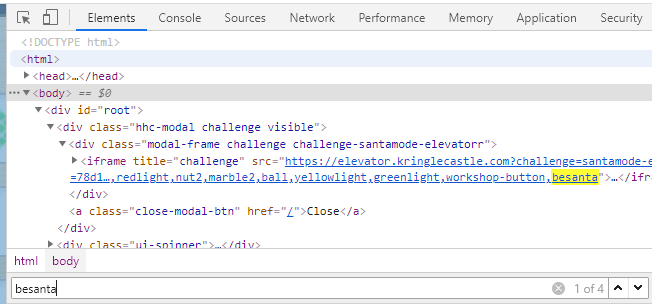 Elements Console Sources Network Performance Memory Application Security
<!DOCTYPE html>
<html>
<head>…</head>
<body> == $0
<div id="root">
<div class="hhc-modal challenge visible">
<div class="modal-frame challenge challenge-santamode-elevatorr">
<iframe title="challenge" src="https://elevator.kringlecastle.com?challenge=santamode-e
=78d1…,redlight,nut2,marble2,ball,yellowlight,greenlight,workshop-button,besanta">…</ifr
</div>
<a class="close-modal-btn" href="/">Close</a>
</div>
<div class="ui-spinner">…</div>
html body
besanta 1 of 4